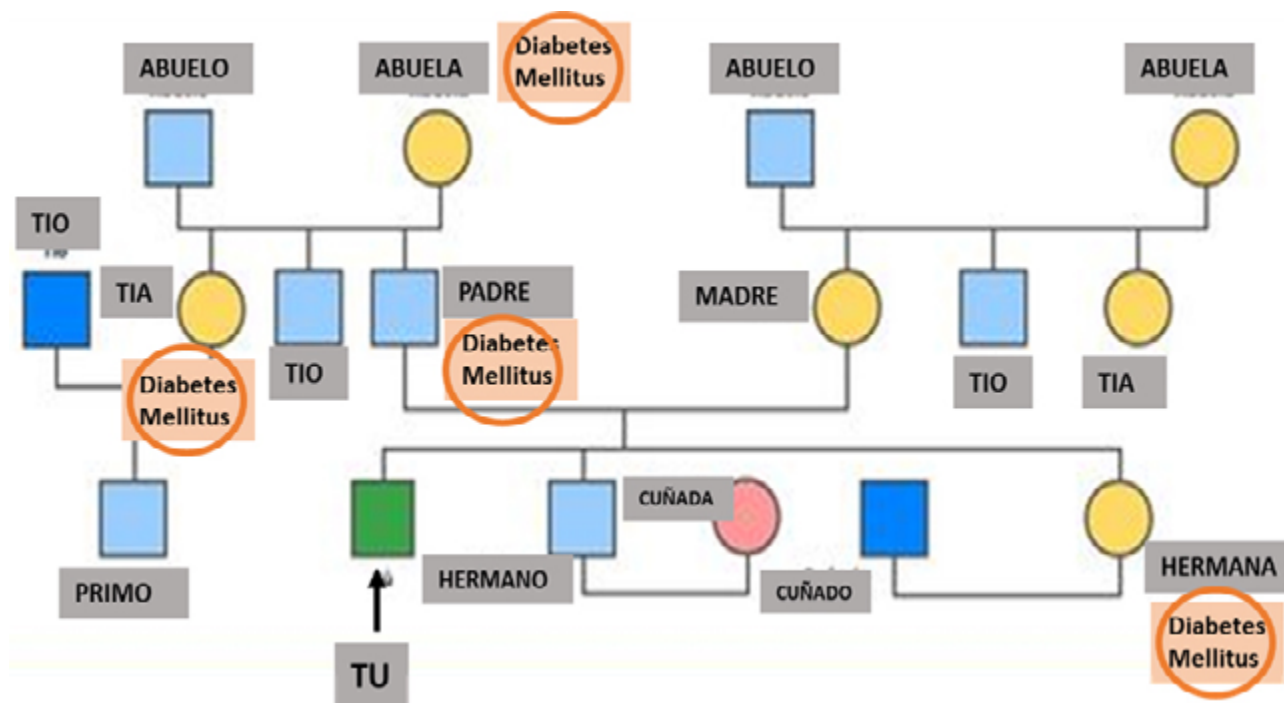 ABUELO
ABUELA
Diabetes
Mellitus
ABUELO
ABUELA
TIO
TIA
TIO
PADRE
Diabetes
Mellitus
MADRE
TIO
TIA
Diabetes
Mellitus
PRIMO
TU
HERMANO
CUÑADA
CUÑADO
HERMANA
Diabetes
Mellitus